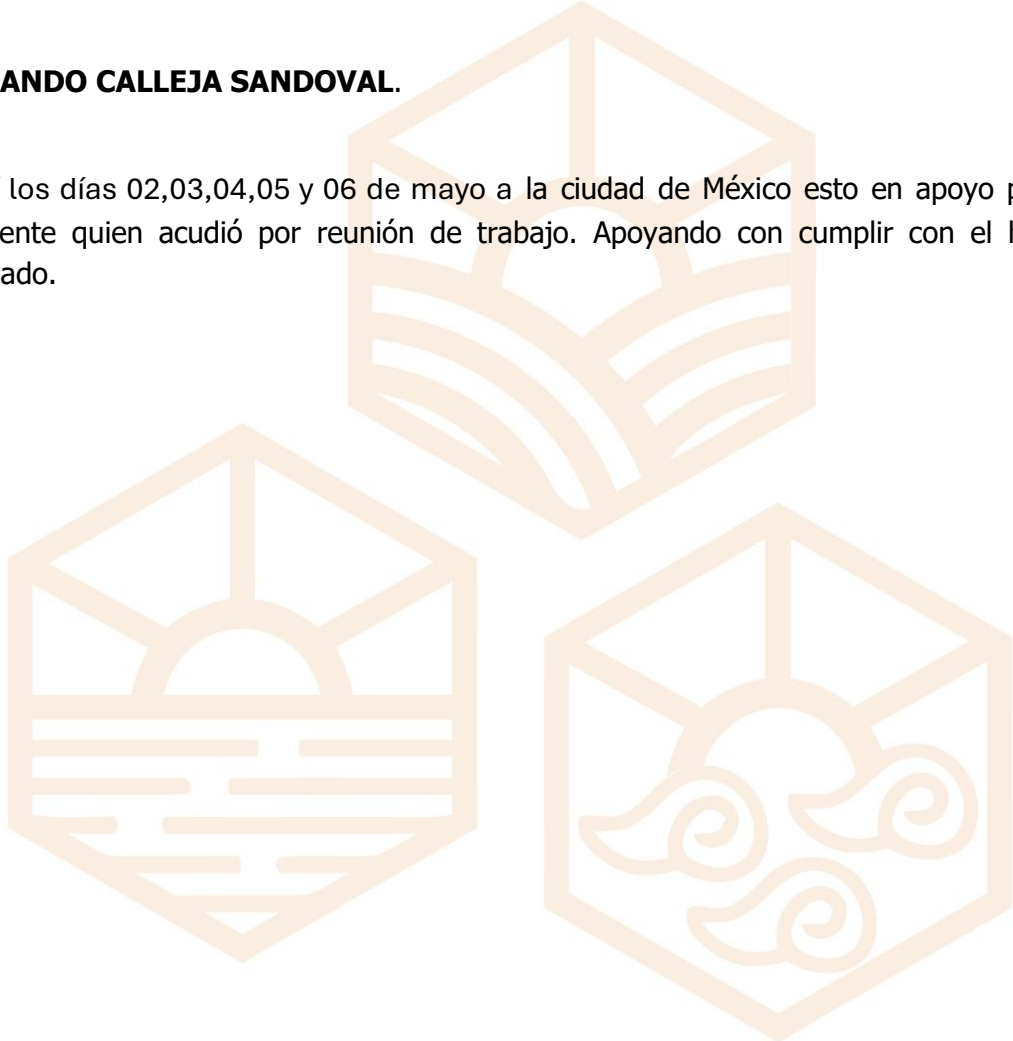 ANDO CALLEJA SANDOVAL.
los días 02,03,04,05 y 06 de mayo a la ciudad de México esto en apoyo p
ente quien acudió por reunión de trabajo. Apoyando con cumplir con el
ado.